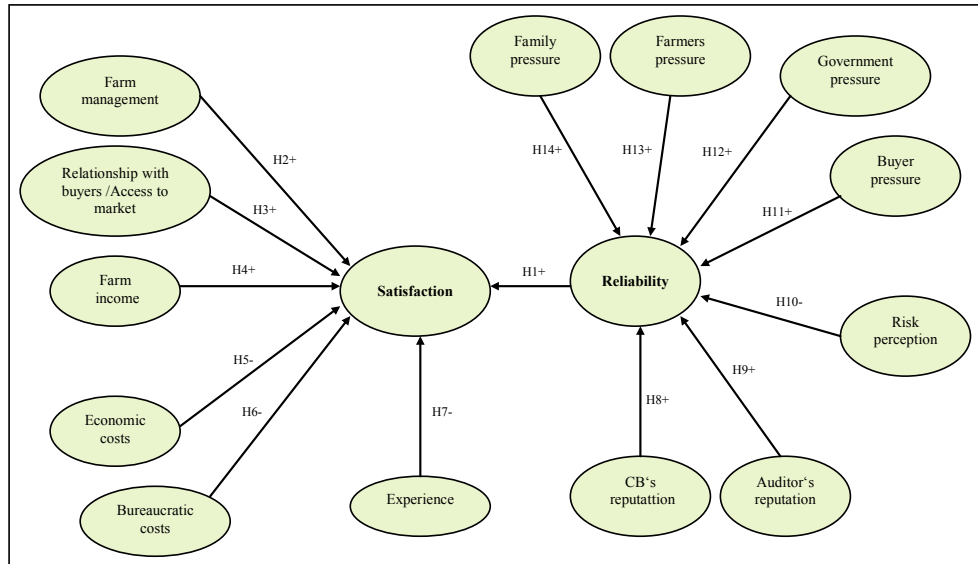 Family
pressure
Farmers
pressure
Government
pressure
Farm
management
H2+
H14+
H13+
H12+
Buyer
pressure
Relationship with
buyers /Access to
market
H3+
H11+
Farm
income
H4+
Satisfaction
H1+
Reliability
H10-
Risk
perception
H5-
H6-
H7-
H8+
H9+
Economic
costs
Bureaucratic
costs
Experience
CB‘s
reputattion
Auditor‘s
reputation